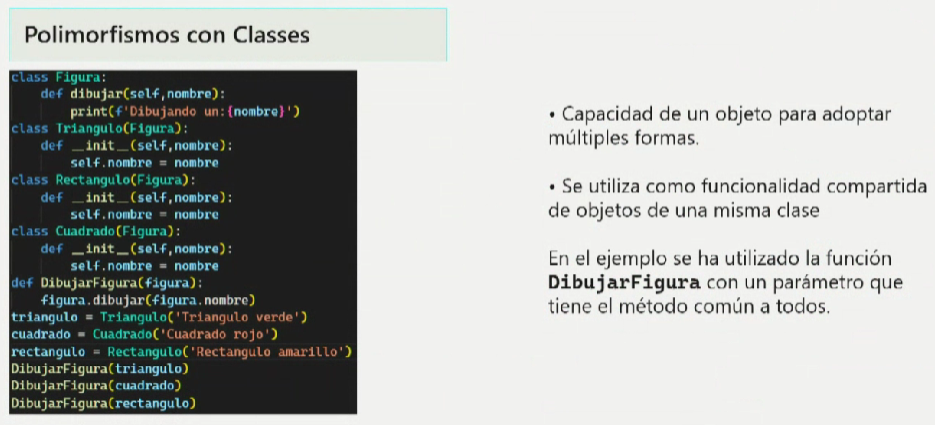 Polimorfismos con Classes
class Figura:
    def dibujar(self,nombre):
        print(f'Dibujando un:{nombre}')
class Triangulo(Figura):
    def __init__(self,nombre):
        self.nombre = nombre
class Rectangulo(Figura):
    def __init__(self,nombre):
        self.nombre = nombre
class Cuadrado(Figura):
    def __init__(self,nombre):
        self.nombre = nombre
def DibujarFigura(figura):
    figura.dibujar(figura.nombre)
triangulo = Triangulo('Triangulo verde')
cuadrado = Cuadrado('Cuadrado rojo')
rectangulo = Rectangulo('Rectangulo amarillo')
DibujarFigura(triangulo)
DibujarFigura(cuadrado)
DibujarFigura(rectangulo)
• Capacidad de un objeto para adoptar
múltiples formas.
• Se utiliza como funcionalidad compartida
de objetos de una misma clase
En el ejemplo se ha utilizado la función
DibujarFigura con un parámetro que
tiene el método común a todos.